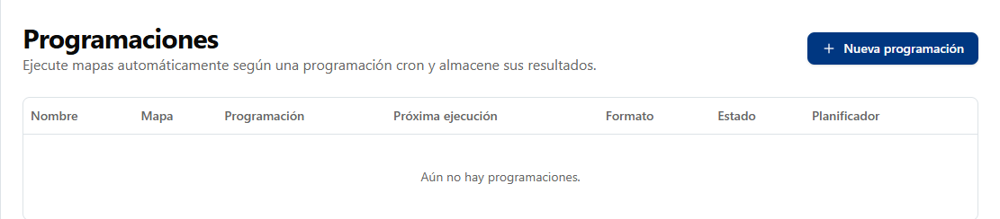 Programaciones
Ejecute mapas automáticamente según una programación cron y almacene sus resultados.
Nueva programación
Nombre Mapa Programación Próxima ejecución Formato Estado Planificador
Aún no hay programaciones.